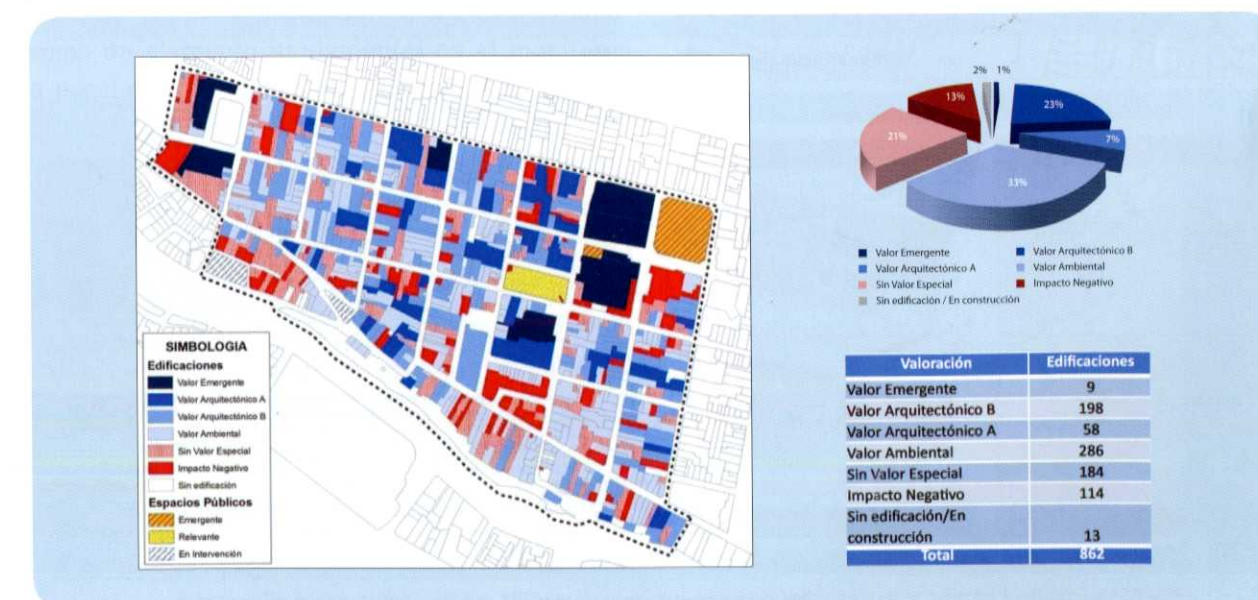 2% 1%
13%
23%
21%
7%
33%
Valor Emergente
Valor Arquitectónico B
Valor Arquitectónico A
Valor Ambiental
Sin Valor Especial
Impacto Negativo
Sin edificación / En construcción
SIMBOLOGIA
Edificaciones
Valor Emergente
Valor Arquitectónico A
Valor Arquitectónico B
Valor Ambiental
Sin Valor Especial
Impacto Negativo
Sin edificación
Espacios Públicos
Emergente
Relevante
En Intervención
Valoración Edificaciones
Valor Emergente 9
Valor Arquitectónico B 198
Valor Arquitectónico A 58
Valor Ambiental 286
Sin Valor Especial 184
Impacto Negativo 114
Sin edificación/En
construcción 13
Total 862